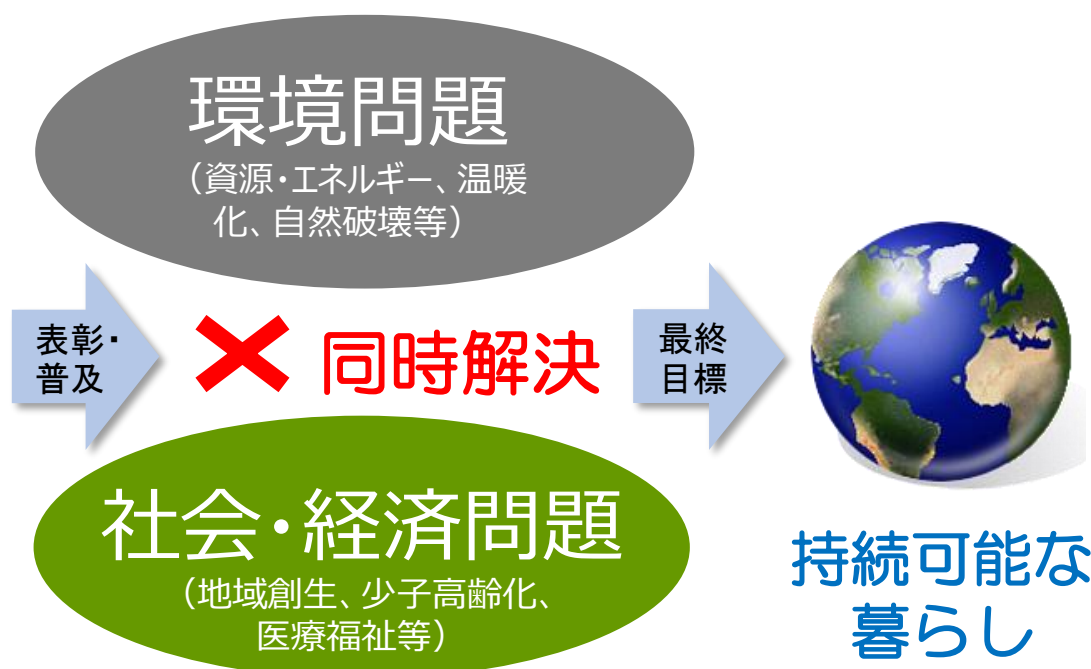 環境問題
（資源・エネルギー、温暖
化、自然破壊等）
表彰・
普及
× 同時解決
最終
目標
社会・経済問題
（地域創生、少子高齢化、
医療福祉等）
持続可能な
暮らし